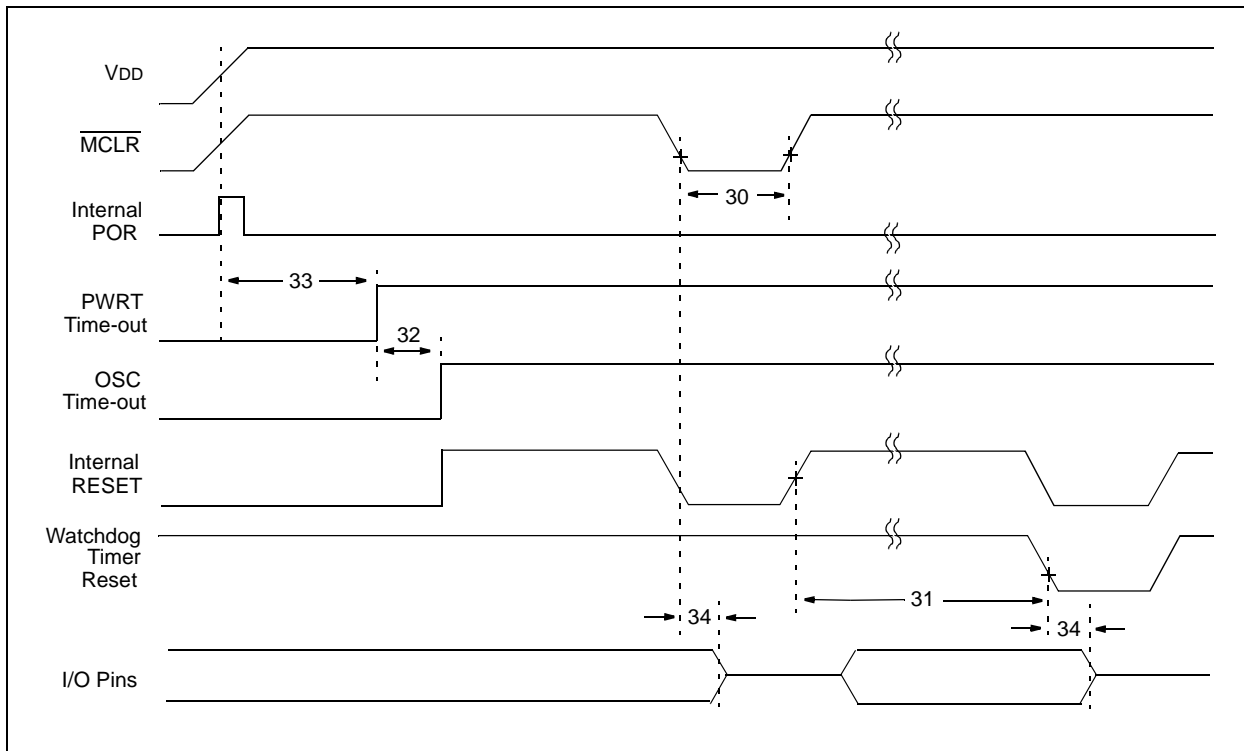 VDD
MCLR
30
Internal
POR
33
PWRT
Time-out
32
OSC
Time-out
Internal
RESET
Watchdog
Timer
Reset
31
34
34
I/O Pins